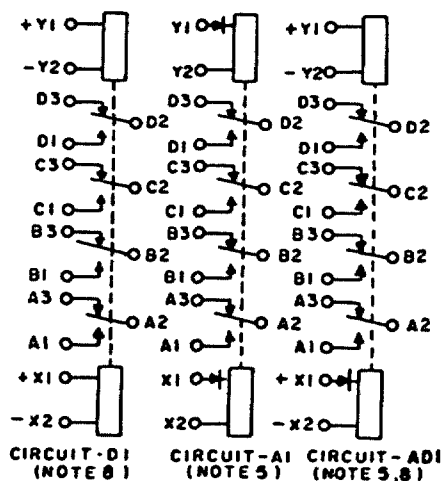 +Y1 Y1 +Y1
-Y2 Y2 -Y2
D3 D3 D3
D2 D2 D2
D1 D1 D1
C3 C3 C3
C2 C2 C2
C1 C1 C1
B3 B3 B3
B2 B2 B2
B1 B1 B1
A3 A3 A3
A2 A2 A2
A1 A1 A1
+X1 X1 +X1
-X2 X2 -X2
CIRCUIT-D1 CIRCUIT-A1 CIRCUIT-AD1
(NOTE 8) (NOTE 5) (NOTE 5,8)